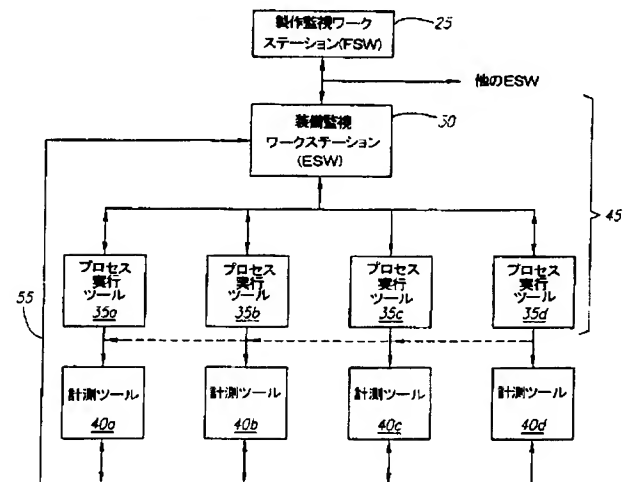 製作監視ワーク
ステーション(FSW)
25
他のESW
装備監視
ワークステーション
(ESW)
50
45
プロセス
実行
ツール
35a
プロセス
実行
ツール
35b
プロセス
実行
ツール
35c
プロセス
実行
ツール
35d
55
計測ツール
40a
計測ツール
40b
計測ツール
40c
計測ツール
40d